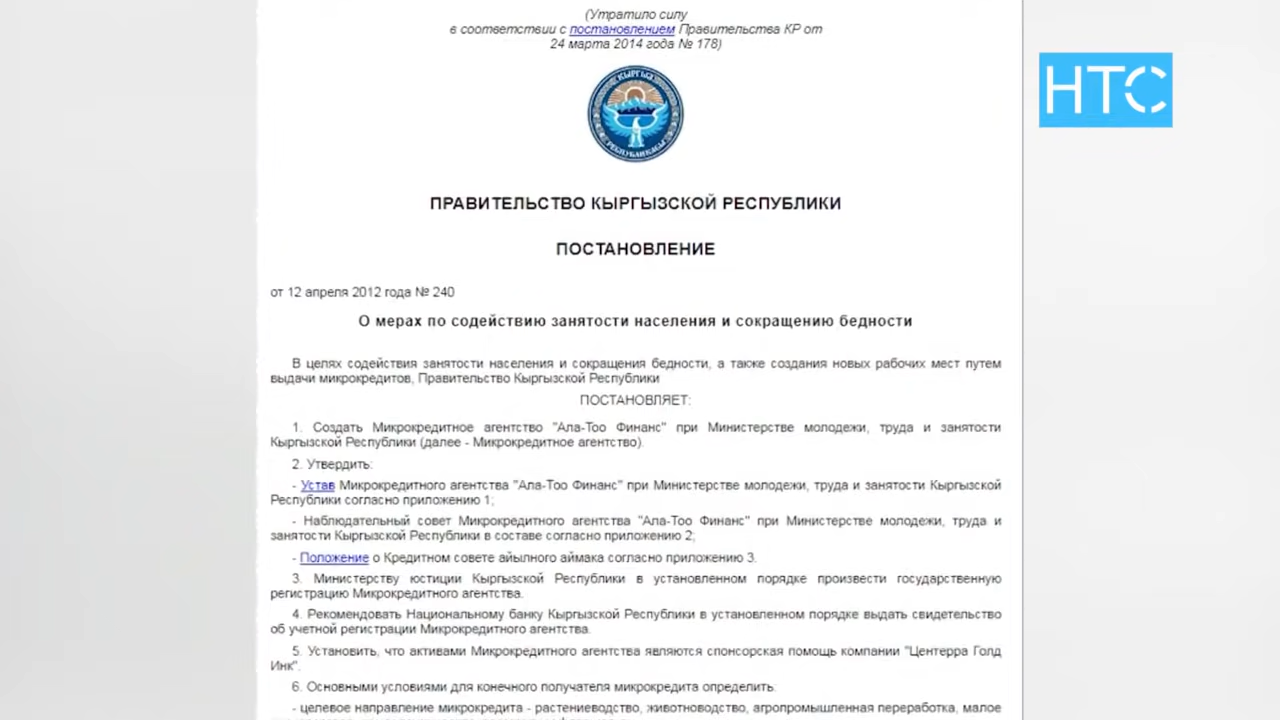 (Утратило силу
в соответствии с постановлением Правительства КР от
24 марта 2014 года № 178)
КЫРГЫЗ
РЕСПУБЛИКАСЫ
НТС
ПРАВИТЕЛЬСТВО КЫРГЫЗСКОЙ РЕСПУБЛИКИ
ПОСТАНОВЛЕНИЕ
от 12 апреля 2012 года № 240
О мерах по содействию занятости населения и сокращению бедности
В целях содействия занятости населения и сокращения бедности, а также создания новых рабочих мест путем
выдачи микрокредитов, Правительство Кыргызской Республики
ПОСТАНОВЛЯЕТ:
1. Создать Микрокредитное агентство "Ала-Тоо Финанс" при Министерстве молодежи, труда и занятости
Кыргызской Республики (далее - Микрокредитное агентство).
2. Утвердить:
- Устав Микрокредитного агентства "Ала-Тоо Финанс" при Министерстве молодежи, труда и занятости Кыргызской
Республики согласно приложению 1;
- Наблюдательный совет Микрокредитного агентства "Ала-Тоо Финанс" при Министерстве молодежи, труда и
занятости Кыргызской Республики в составе согласно приложению 2;
- Положение о Кредитном совете айылного аймака согласно приложению 3.
3. Министерству юстиции Кыргызской Республики в установленном порядке произвести государственную
регистрацию Микрокредитного агентства.
4. Рекомендовать Национальному банку Кыргызской Республики в установленном порядке выдать свидетельство
об учетной регистрации Микрокредитного агентства.
5. Установить, что активами Микрокредитного агентства являются спонсорская помощь компании "Центерра Голд
Инк".
6. Основными условиями для конечного получателя микрокредита определить:
- целевое направление микрокредита - растениеводство, животноводство, агропромышленная переработка, малое